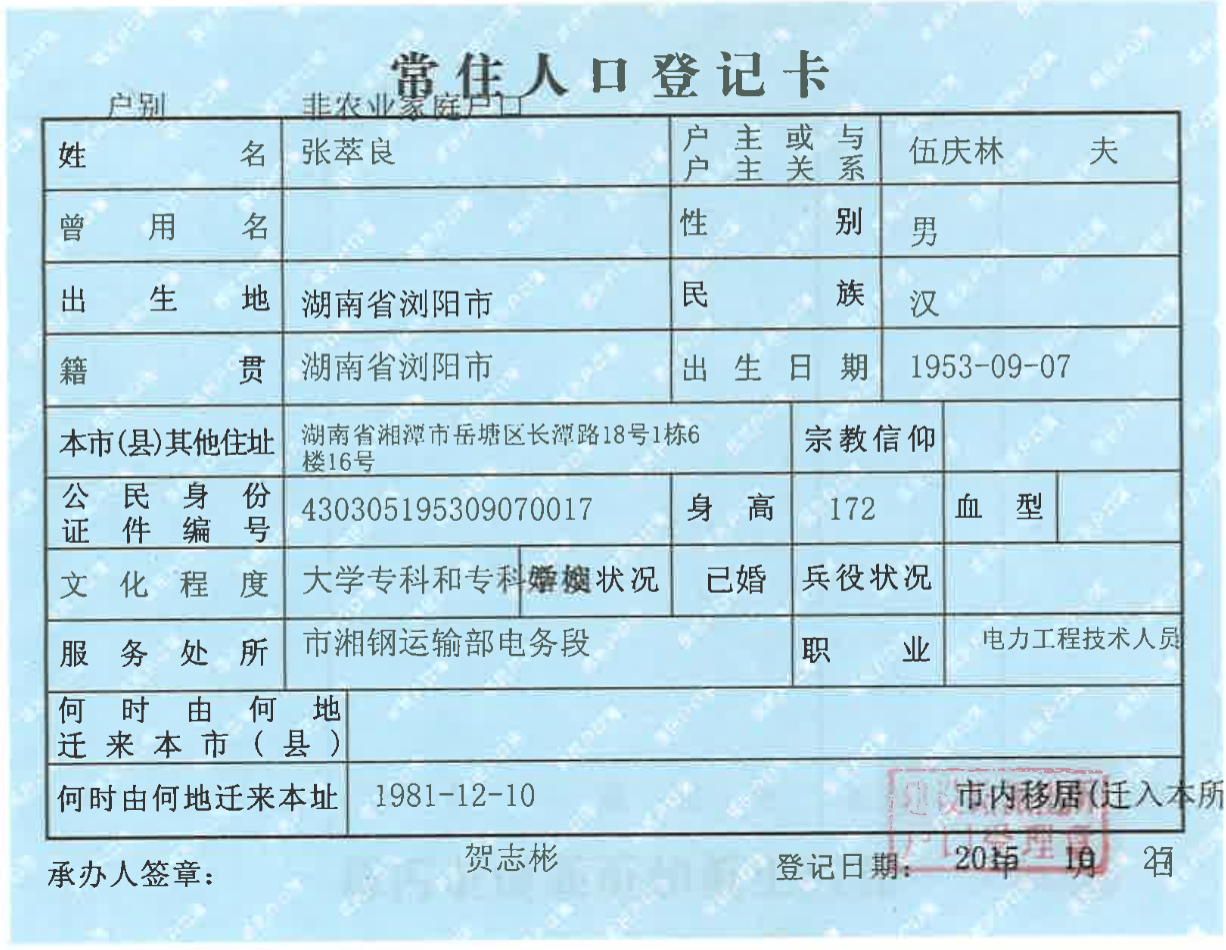 常住人口登记卡
户别 非农业家庭户口
姓名 张萃良 户主或与户主关系 伍庆林 夫
曾用名 性别 男
出生地 湖南省浏阳市 民族 汉
籍贯 湖南省浏阳市 出生日期 1953-09-07
本市(县)其他住址 湖南省湘潭市岳塘区长潭路18号1栋6
楼16号 宗教信仰
公民身份
证件编号 430305195309070017 身高 172 血型
文化程度 大学专科和专科 状况 已婚 兵役状况
服务处所 市湘钢运输部电务段 职业 电力工程技术人员
何时由何地
迁来本市(县)
何时由何地迁来本址 1981-12-10 市内移居(迁入本所
户口受理章
承办人签章: 贺志彬 登记日期: 2015年 10月 27日